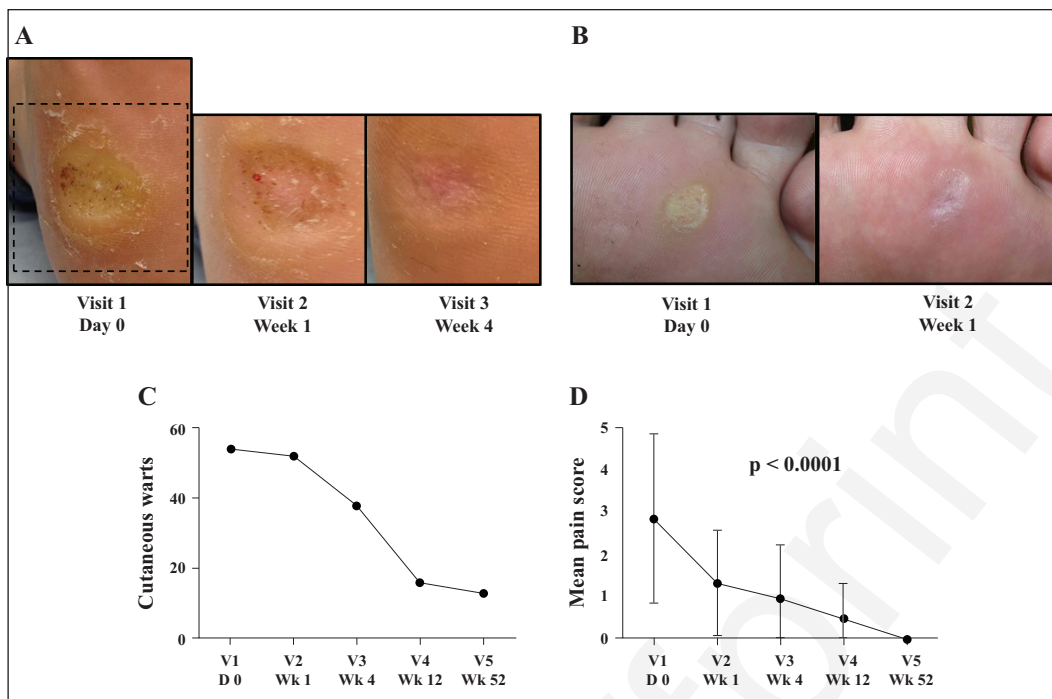 A
B
Visit 1
Day 0
Visit 2
Week 1
Visit 3
Week 4
Visit 1
Day 0
Visit 2
Week 1
C
Cutaneous warts
60
40
20
0
V1
D 0
V2
Wk 1
V3
Wk 4
V4
Wk 12
V5
Wk 52
D
Mean pain score
5
4
3
2
1
0
p < 0.0001
V1
D 0
V2
Wk 1
V3
Wk 4
V4
Wk 12
V5
Wk 52